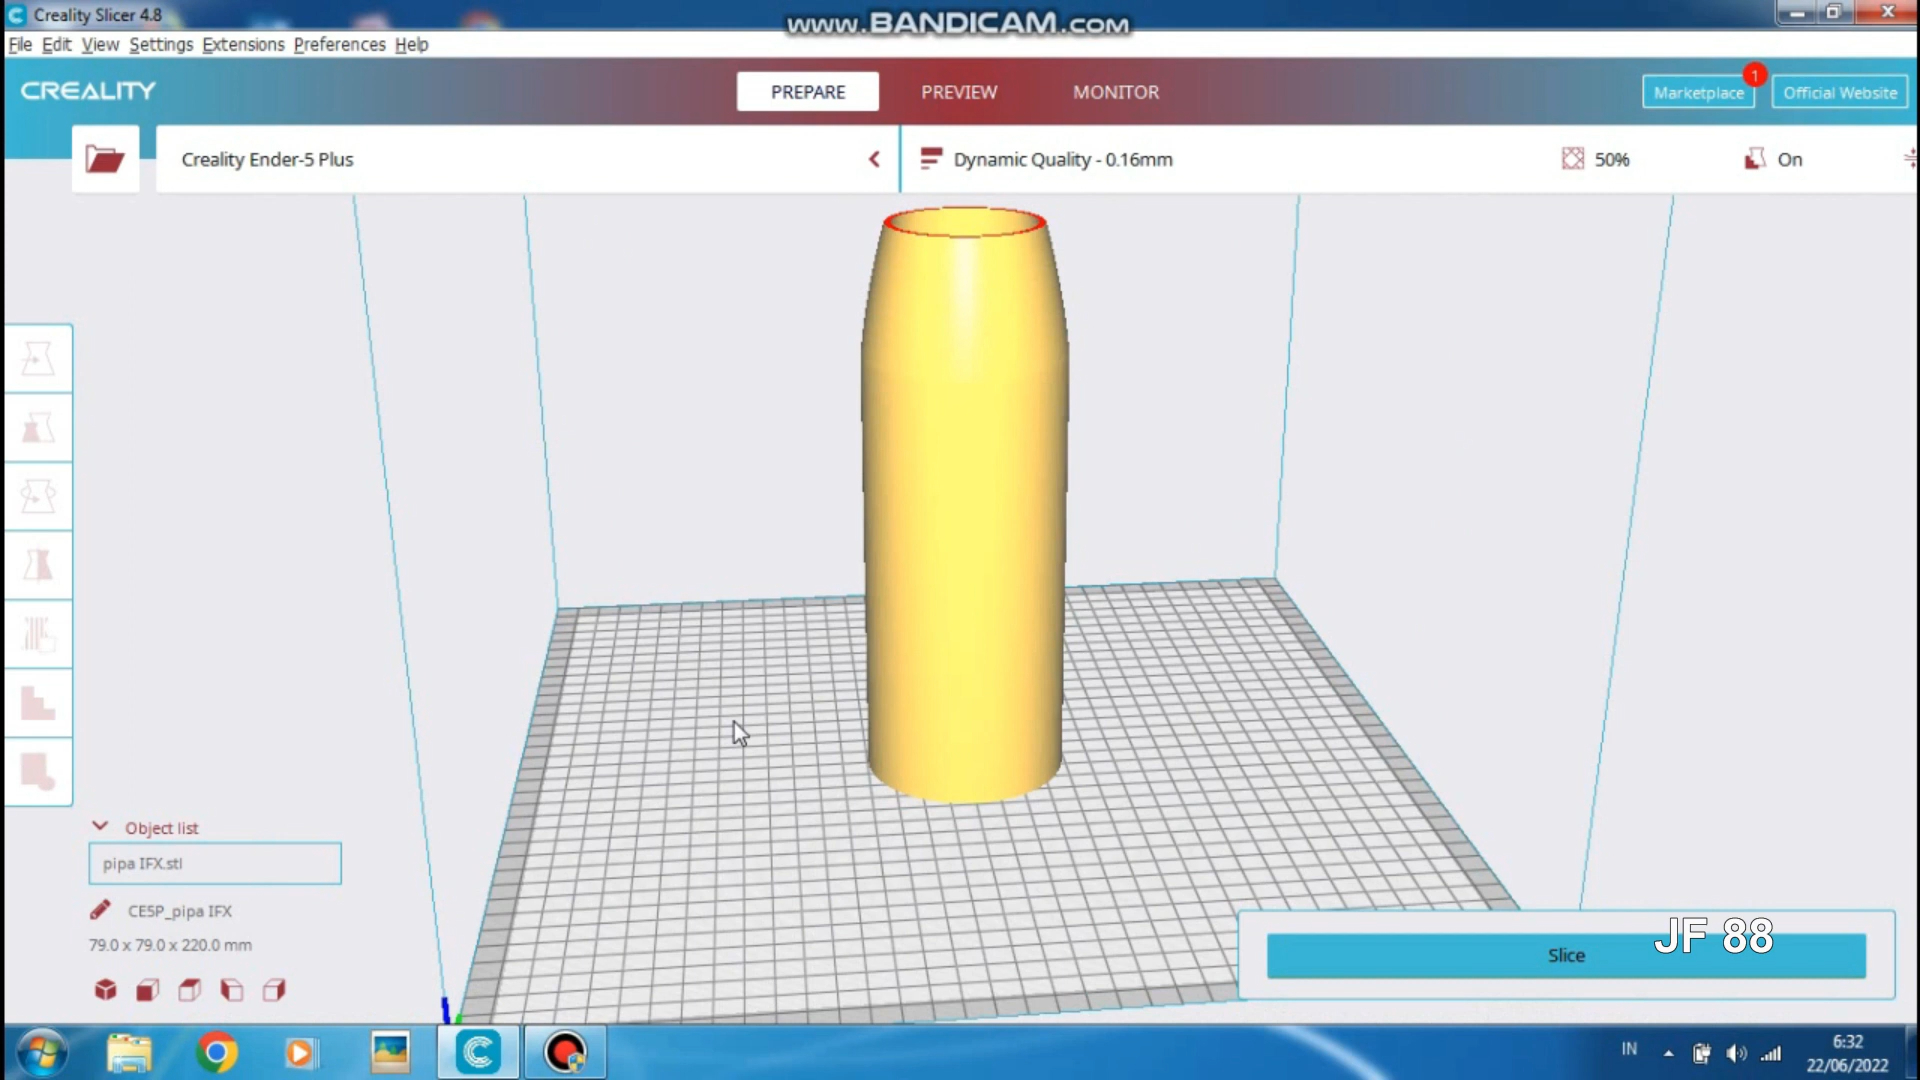 Creality Slicer 4.8
www.BANDICAM.com
File Edit View Settings Extensions Preferences Help
CREALITY
PREPARE
PREVIEW
MONITOR
Marketplace
1
Official Website
Creality Ender-5 Plus
Dynamic Quality - 0.16mm
50%
On
Object list
pipa IFX.stl
CE5P_pipa IFX
79.0 x 79.0 x 220.0 mm
Slice
JF 88
IN
6:32
22/06/2022